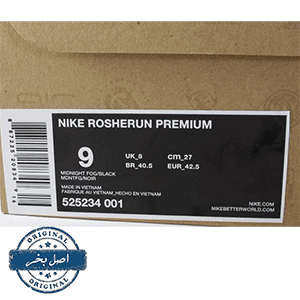 NIKE ROSHERUN PREMIUM
9
UK_8
cm_27
BR_40.5
EUR_42.5
MIDNIGHT FOG/BLACK
MDNTFG/NOIR
MADE IN VIETNAM
FABRIQUE AU VIETNAM_HECHO EN VIETNAM
525234 001
NIKE.COM
NIKEBETTERWORLD.COM
ORIGINAL
اصل بخر
ORIGINAL